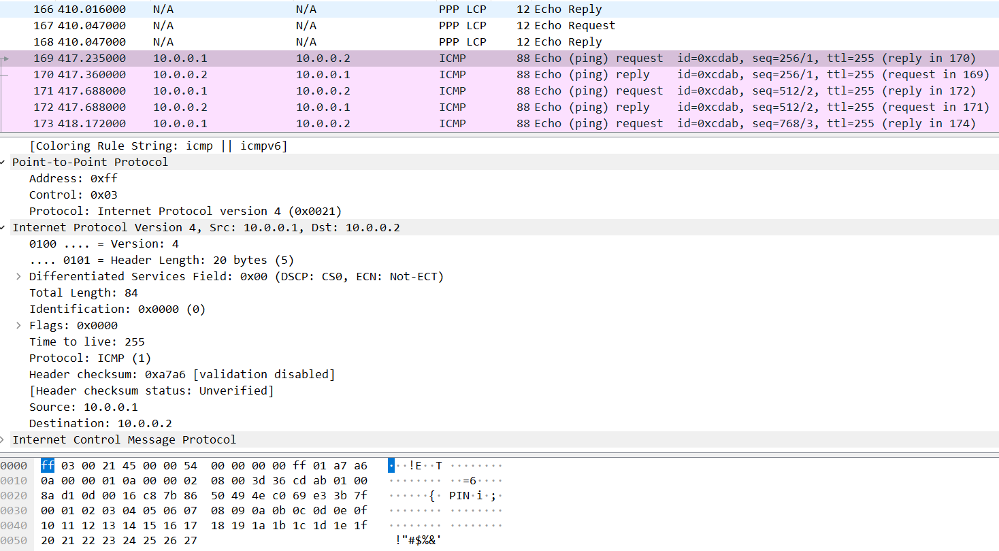 166 410.016000 N/A N/A PPP LCP 12 Echo Reply
167 410.047000 N/A N/A PPP LCP 12 Echo Request
168 410.047000 N/A N/A PPP LCP 12 Echo Reply
169 417.235000 10.0.0.1 10.0.0.2 ICMP 88 Echo (ping) request id=0xcdab, seq=256/1, ttl=255 (reply in 170)
170 417.360000 10.0.0.2 10.0.0.1 ICMP 88 Echo (ping) reply id=0xcdab, seq=256/1, ttl=255 (request in 169)
171 417.688000 10.0.0.1 10.0.0.2 ICMP 88 Echo (ping) request id=0xcdab, seq=512/2, ttl=255 (reply in 172)
172 417.688000 10.0.0.2 10.0.0.1 ICMP 88 Echo (ping) reply id=0xcdab, seq=512/2, ttl=255 (request in 171)
173 418.172000 10.0.0.1 10.0.0.2 ICMP 88 Echo (ping) request id=0xcdab, seq=768/3, ttl=255 (reply in 174)
[Coloring Rule String: icmp || icmpv6]
Point-to-Point Protocol
Address: 0xff
Control: 0x03
Protocol: Internet Protocol version 4 (0x0021)
Internet Protocol Version 4, Src: 10.0.0.1, Dst: 10.0.0.2
0100 .... = Version: 4
.... 0101 = Header Length: 20 bytes (5)
Differentiated Services Field: 0x00 (DSCP: CS0, ECN: Not-ECT)
Total Length: 84
Identification: 0x0000 (0)
Flags: 0x0000
Time to live: 255
Protocol: ICMP (1)
Header checksum: 0xa7a6 [validation disabled]
[Header checksum status: Unverified]
Source: 10.0.0.1
Destination: 10.0.0.2
Internet Control Message Protocol
0000 ff 03 00 21 45 00 00 54 00 00 00 00 ff 01 a7 a6 ···!E··T ········
0010 0a 00 00 01 0a 00 00 02 08 00 3d 36 cd ab 01 00 ········ ··=6····
0020 8a d1 0d 00 16 c8 7b 86 50 49 4e c0 69 e3 3b 7f ······{· PIN·i·;·
0030 00 01 02 03 04 05 06 07 08 09 0a 0b 0c 0d 0e 0f ········ ········
0040 10 11 12 13 14 15 16 17 18 19 1a 1b 1c 1d 1e 1f ········ ········
0050 20 21 22 23 24 25 26 27 !"#$%&'